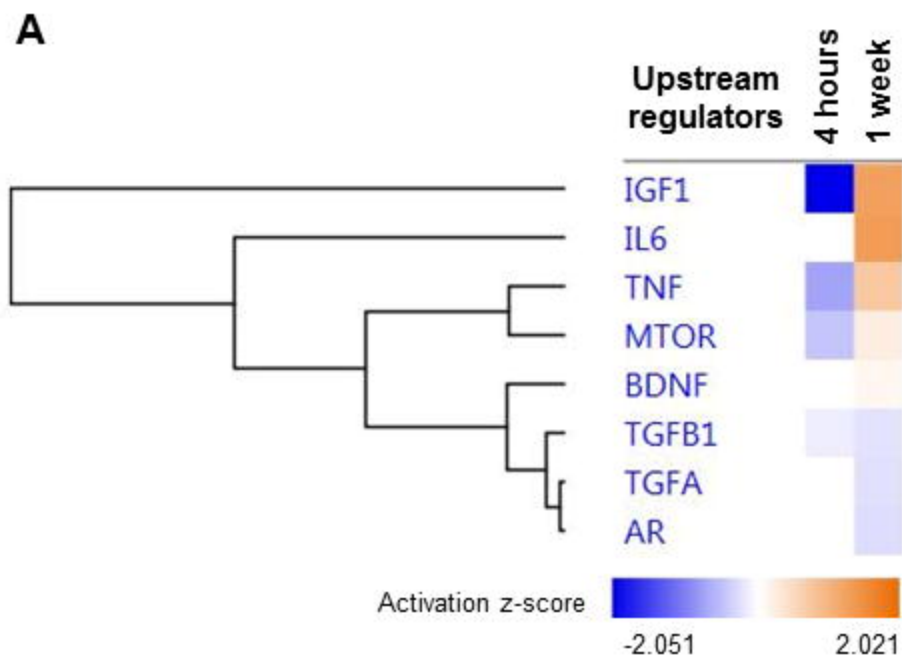 A
Upstream
regulators
4 hours
1 week
IGF1
IL6
TNF
MTOR
BDNF
TGFB1
TGFA
AR
Activation z-score
-2.051
2.021